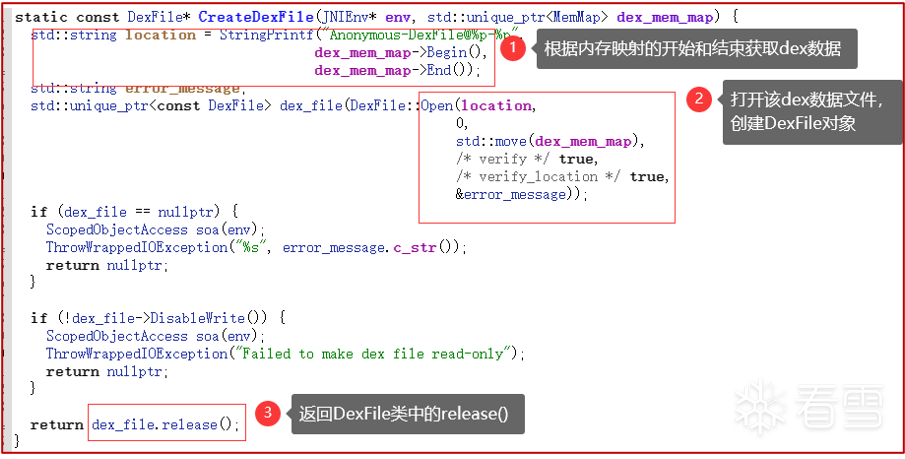 static const DexFile* CreateDexFile(JNIEnv* env, std::unique_ptr<MemMap> dex_mem_map) {
std::string location = StringPrintf("Anonymous-DexFile@%p-%p",
dex_mem_map->Begin(),
dex_mem_map->End());
1 根据内存映射的开始和结束获取dex数据
std::string error_message;
std::unique_ptr<const DexFile> dex_file(DexFile::Open(location,
0,
std::move(dex_mem_map),
/* verify */ true,
/* verify_location */ true,
&error_message));
2 打开该dex数据文件，
创建DexFile对象
if (dex_file == nullptr) {
ScopedObjectAccess soa(env);
ThrowWrappedIOException("%s", error_message.c_str());
return nullptr;
}
if (!dex_file->DisableWrite()) {
ScopedObjectAccess soa(env);
ThrowWrappedIOException("Failed to make dex file read-only");
return nullptr;
}
return dex_file.release();
3 返回DexFile类中的release()
}
看雪